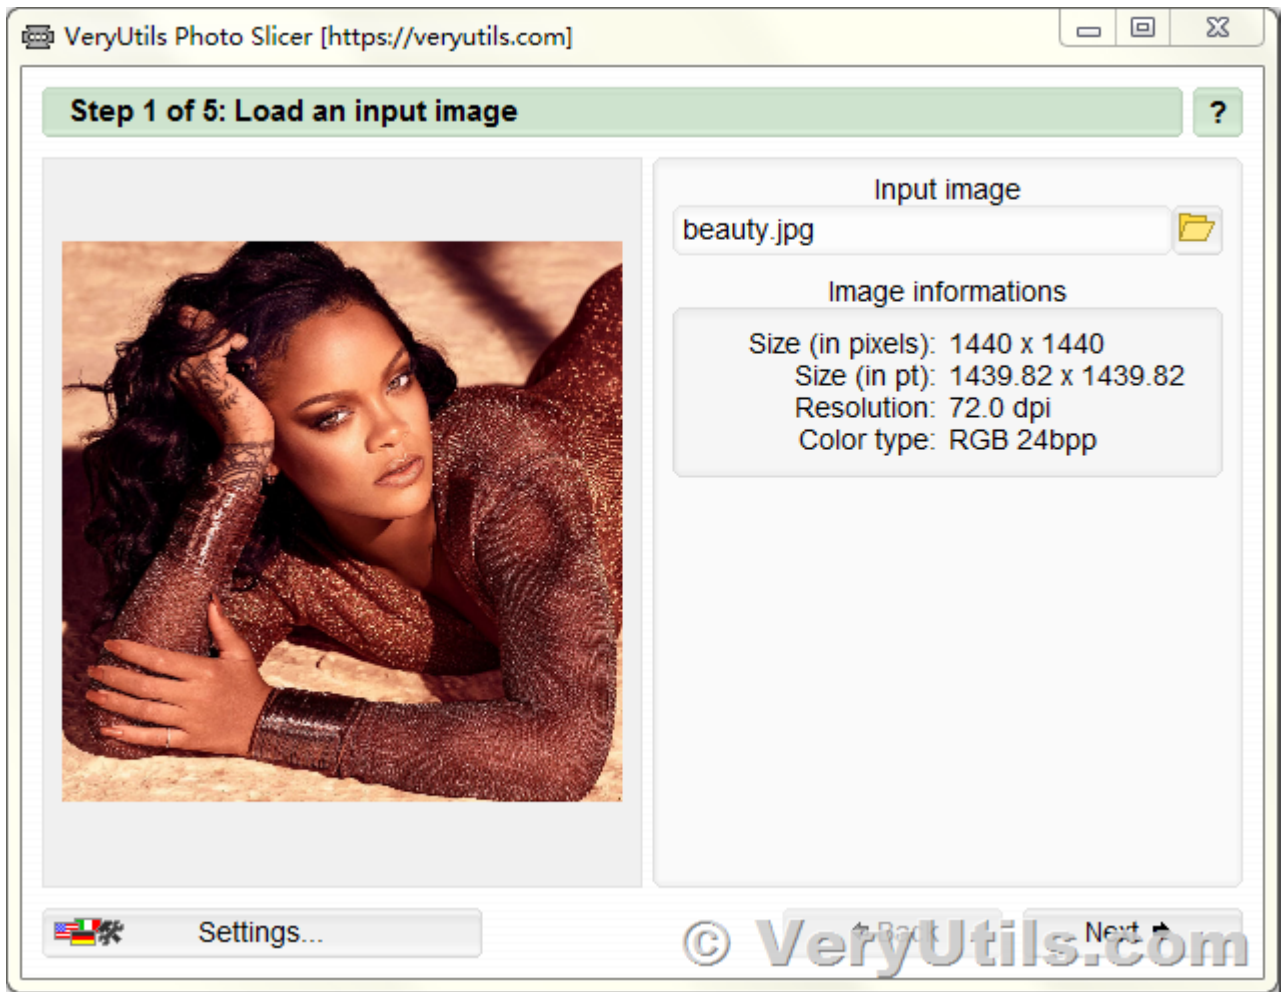 VeryUtils Photo Slicer [https://veryutils.com]
Step 1 of 5: Load an input image
?
Input image
beauty.jpg
Image informations
Size (in pixels): 1440 x 1440
Size (in pt): 1439.82 x 1439.82
Resolution: 72.0 dpi
Color type: RGB 24bpp
Settings...
Back
Next
© VeryUtils.com